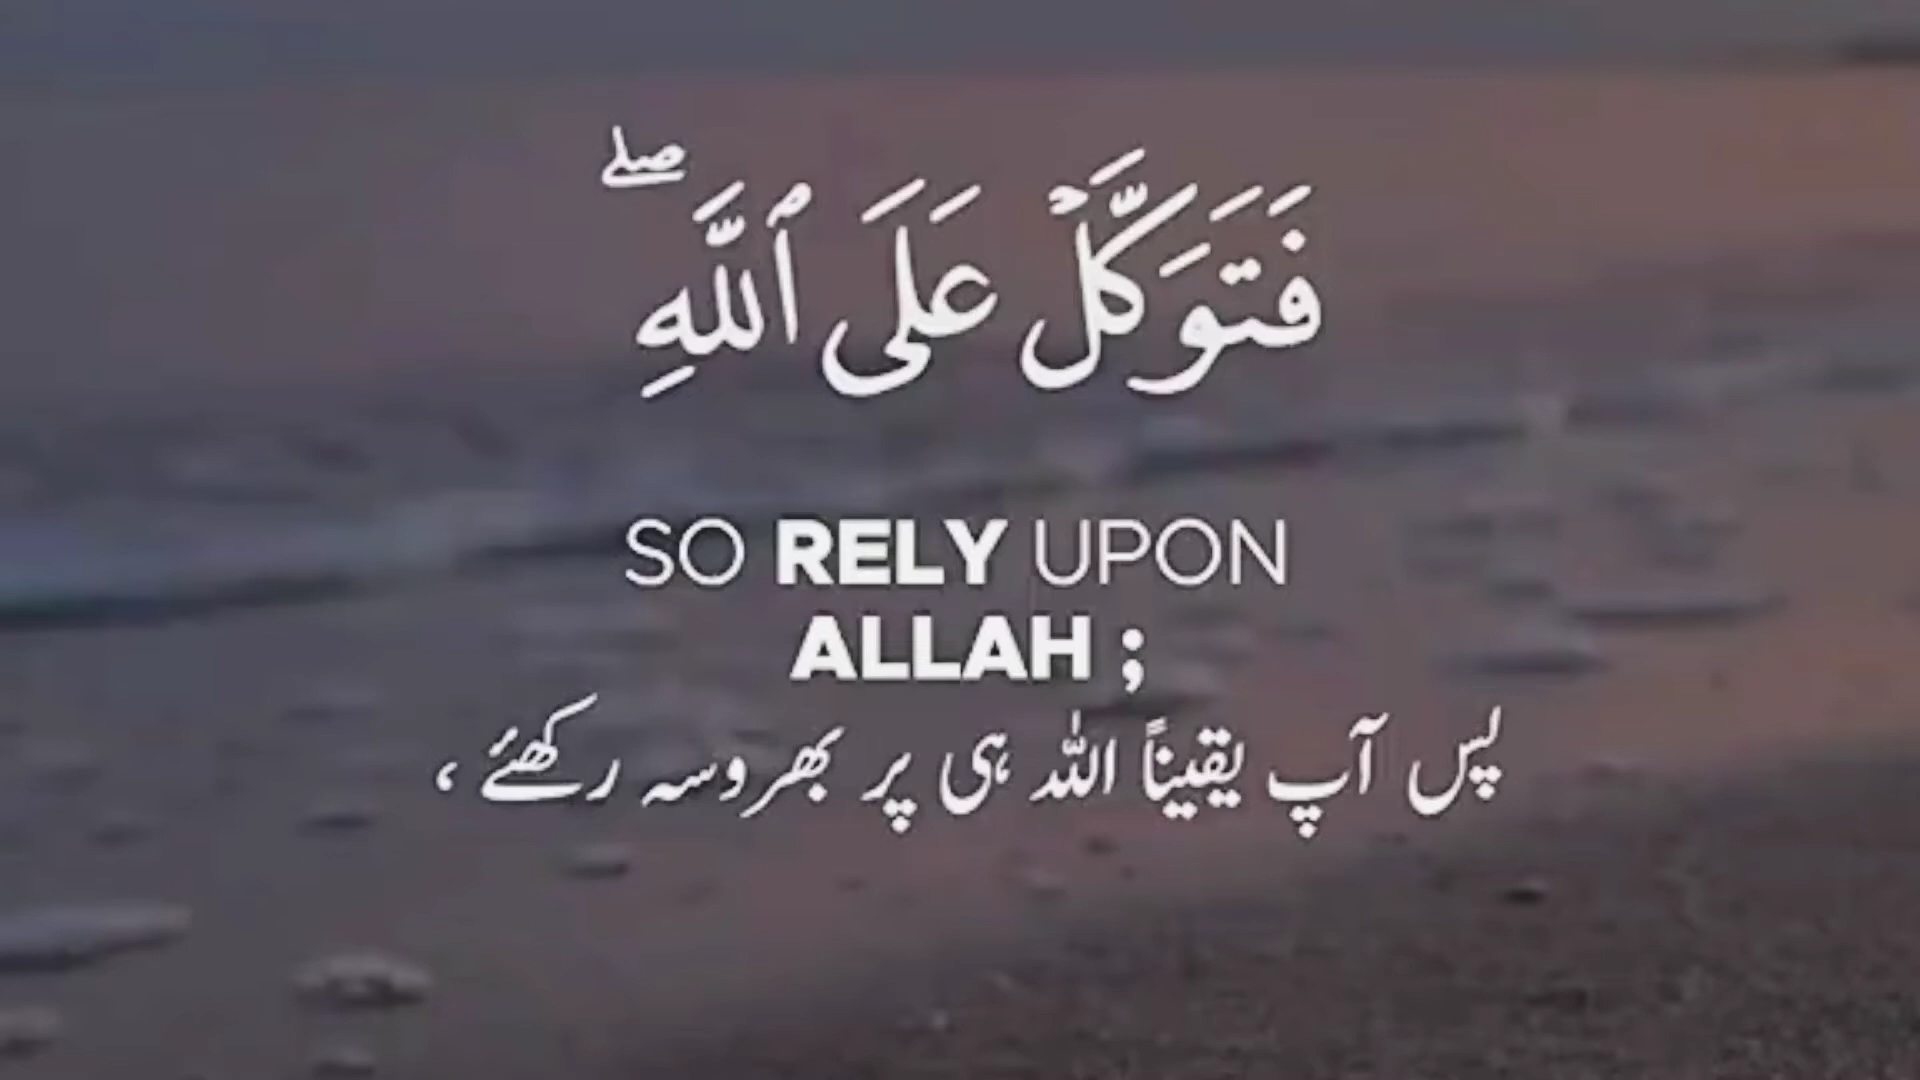 فَتَوَكَّلۡ عَلَى ٱللَّهِۖ
SO RELY UPON
ALLAH ;
پس آپ یقیناً اللہ ہی پر بھروسہ رکھئے ،